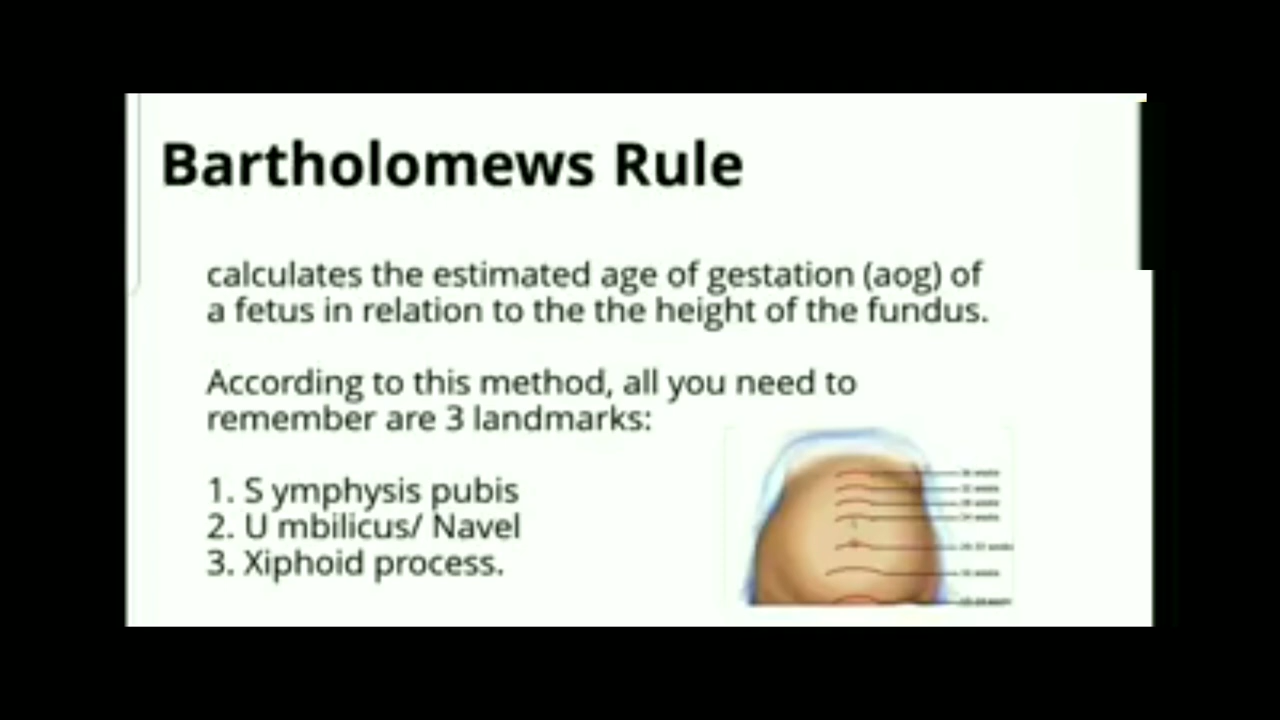 Bartholomews Rule
calculates the estimated age of gestation (aog) of
a fetus in relation to the the height of the fundus.
According to this method, all you need to
remember are 3 landmarks:
1. S ymphysis pubis
2. U mbilicus/ Navel
3. Xiphoid process.